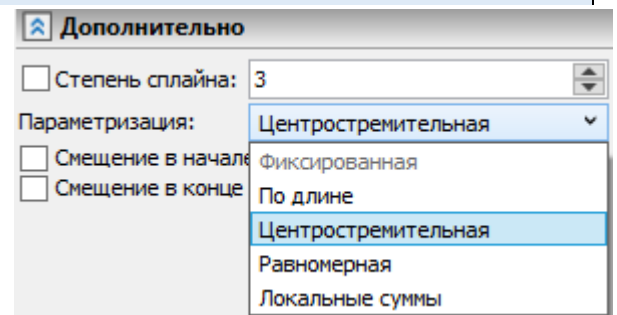 Дополнительно
Степень сплайна: 3
Параметризация: Центростремительная
Смещение в начале
Фиксированная
Смещение в конце
По длине
Центростремительная
Равномерная
Локальные суммы